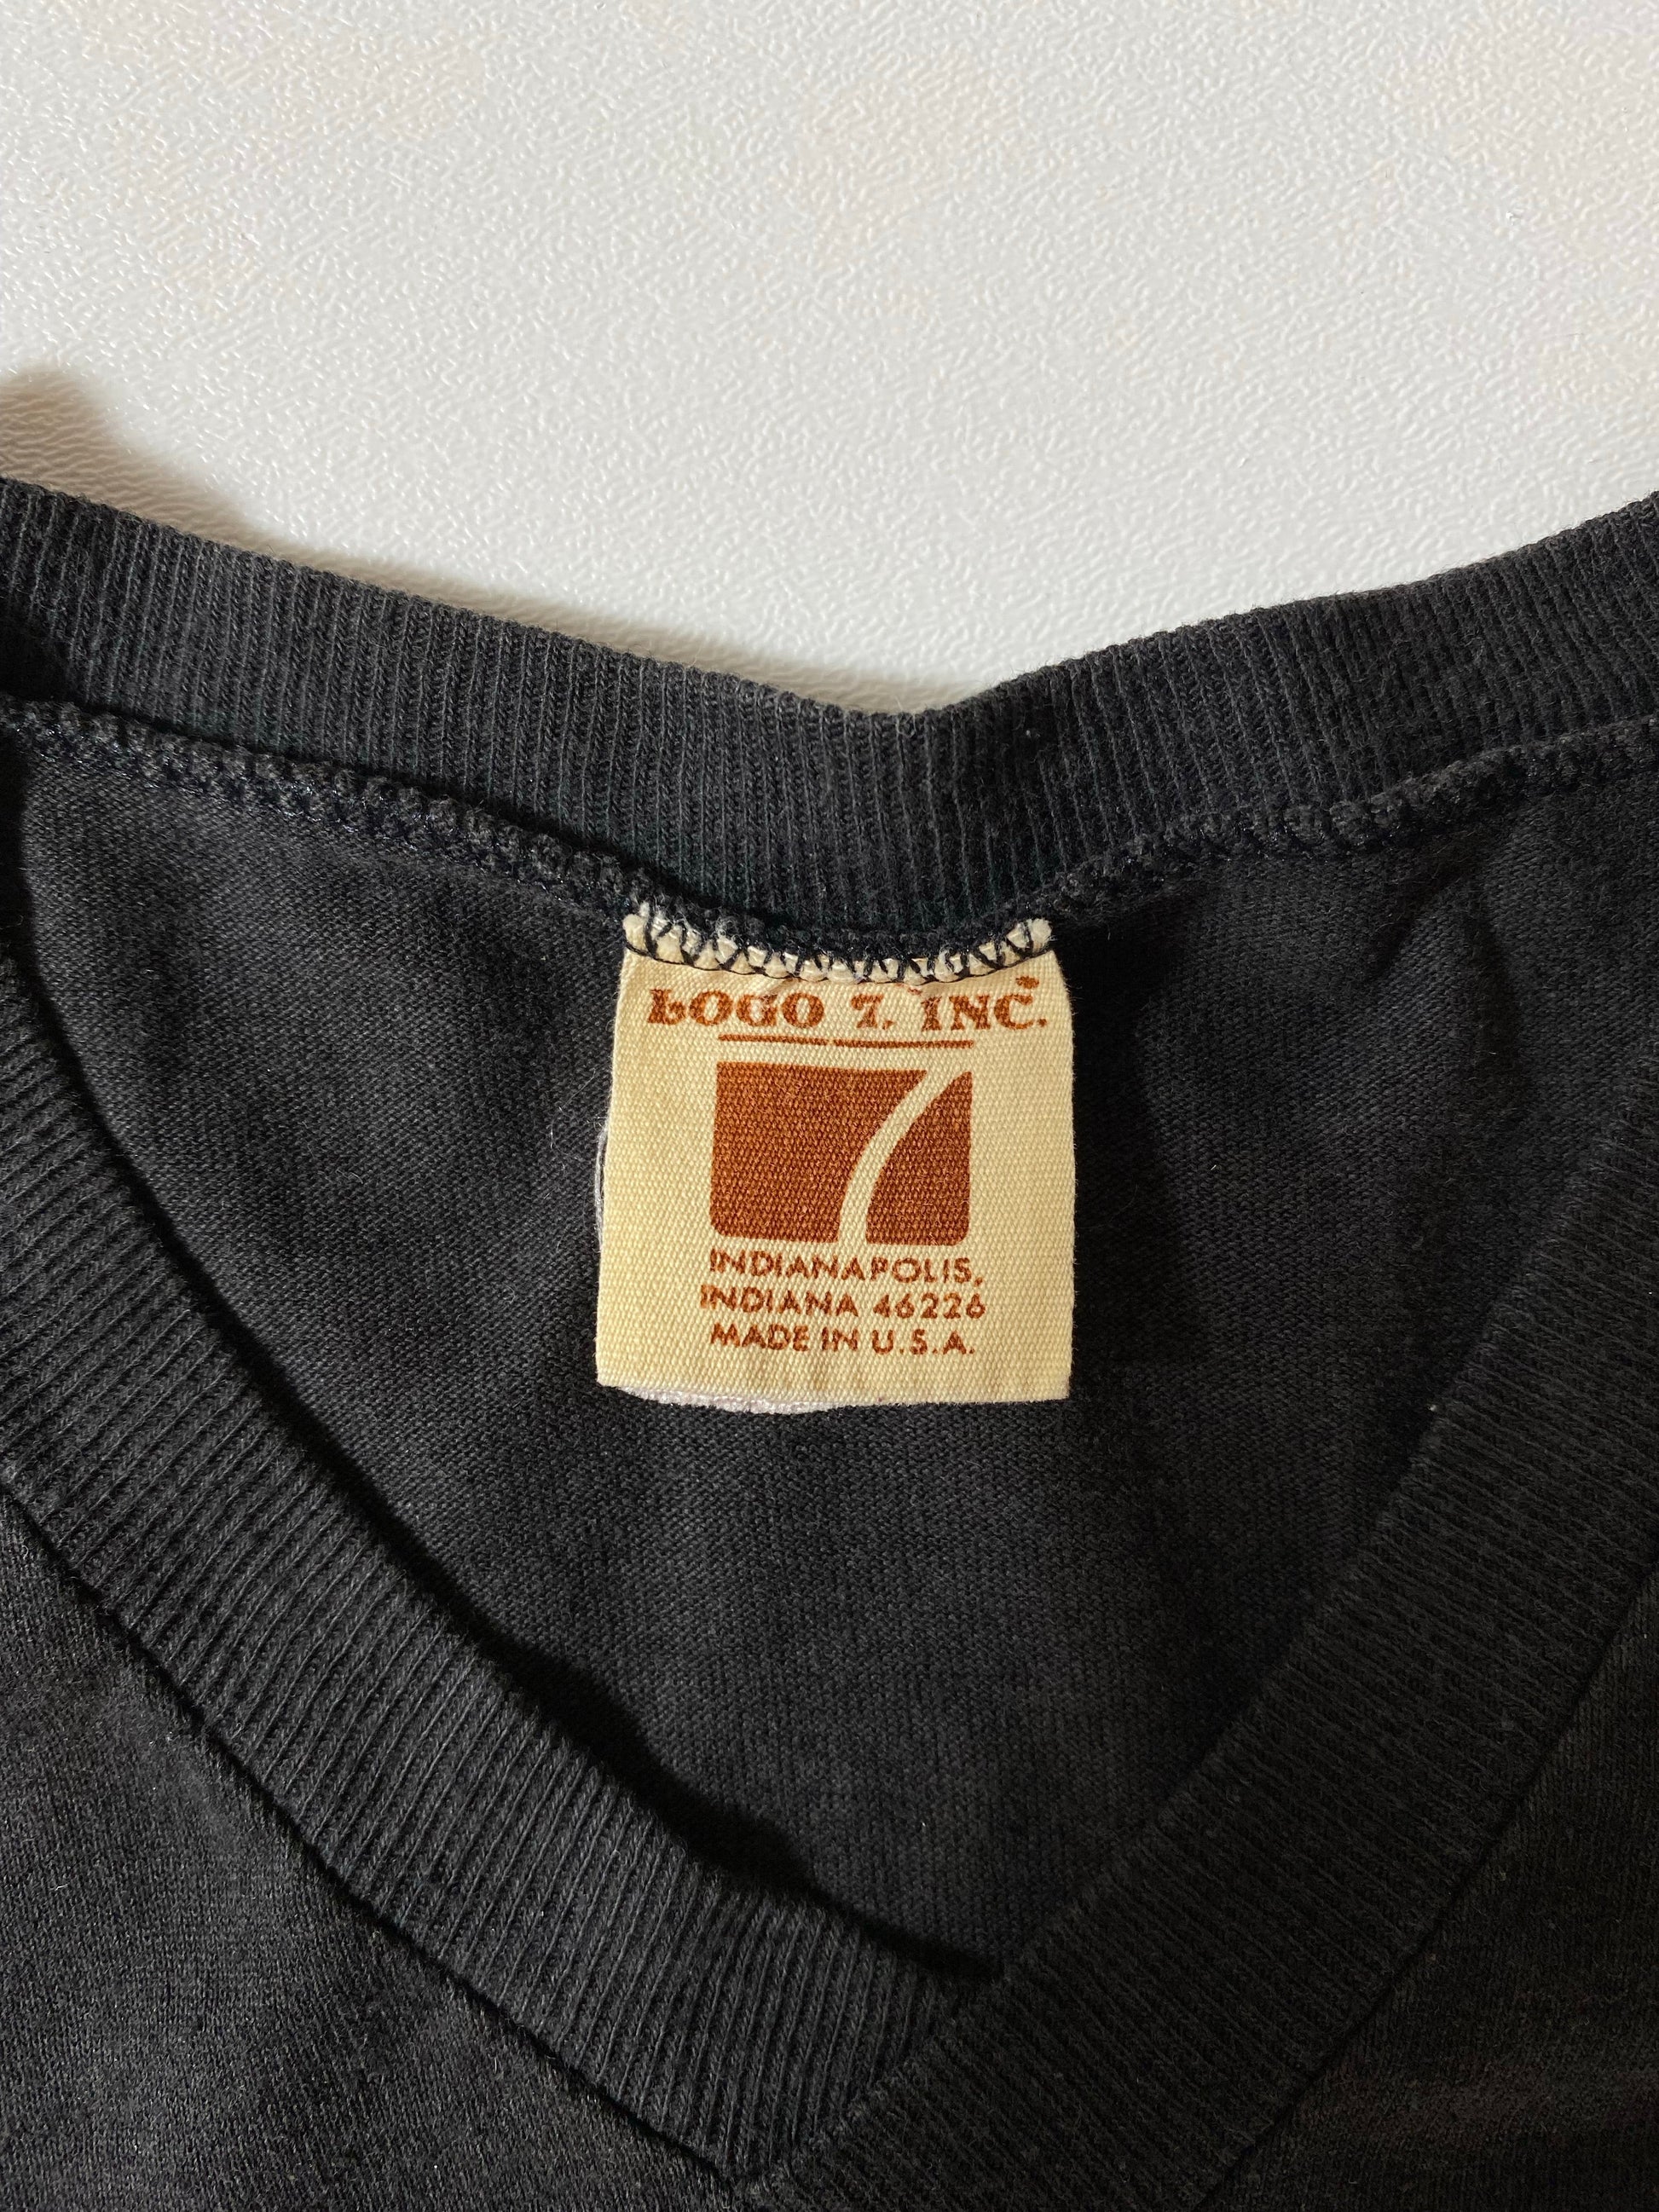 LOGO 7, INC.
7
INDIANAPOLIS,
INDIANA 46226
MADE IN U.S.A.